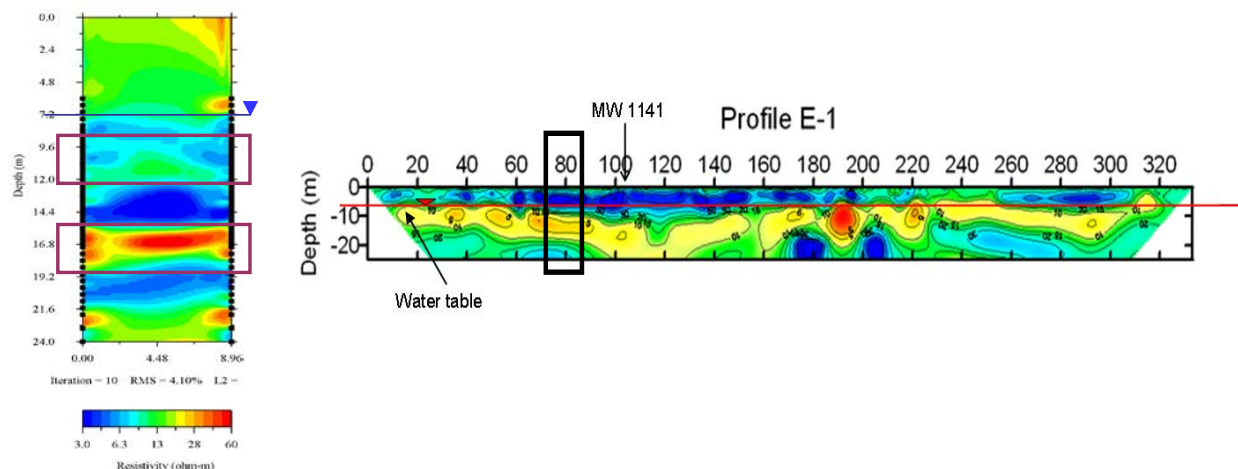 0.0
2.4
4.8
7.2
9.6
12.0
14.4
16.8
19.2
21.6
24.0
Depth (m)
0.00 4.48 8.96
Iteration = 10 RMS = 4.10% L2 =
3.0 6.3 13 28 60
Resistivity (ohm-m)
MW 1141
Profile E-1
0 20 40 60 80 100 120 140 160 180 200 220 240 260 280 300 320
Depth (m)
0
-10
-20
Water table